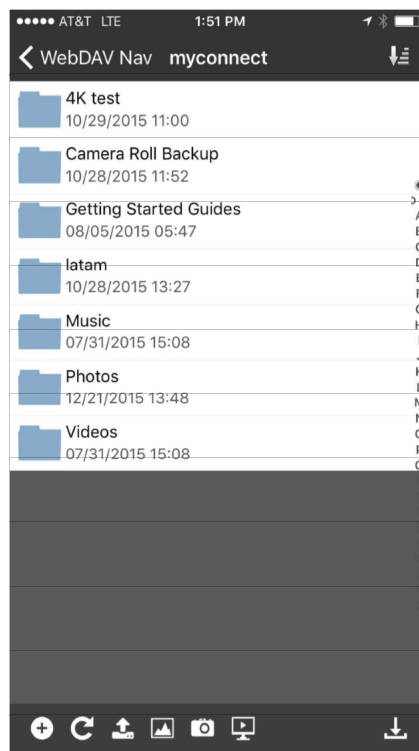 AT&T LTE 1:51 PM
WebDAV Nav myconnect
4K test
10/29/2015 11:00
Camera Roll Backup
10/28/2015 11:52
Getting Started Guides
08/05/2015 05:47
latam
10/28/2015 13:27
Music
07/31/2015 15:08
Photos
12/21/2015 13:48
Videos
07/31/2015 15:08